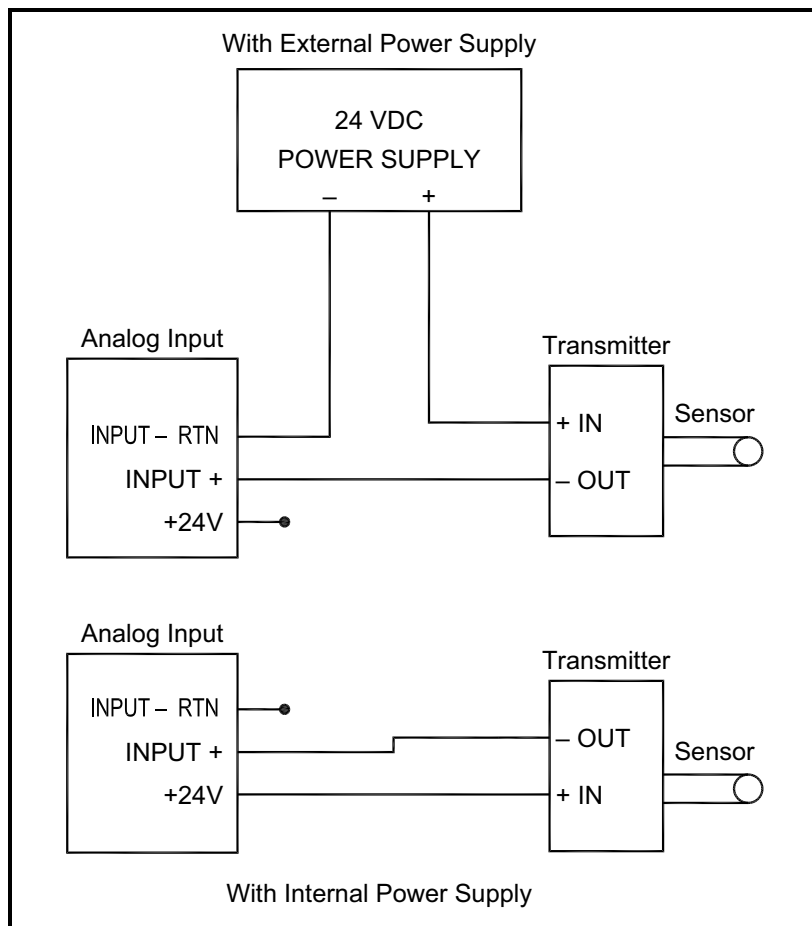 With External Power Supply
24 VDC
POWER SUPPLY
– +
Analog Input
Transmitter
INPUT – RTN
INPUT +
+24V
+ IN
– OUT
Sensor
Analog Input
Transmitter
INPUT – RTN
INPUT +
+24V
– OUT
+ IN
Sensor
With Internal Power Supply